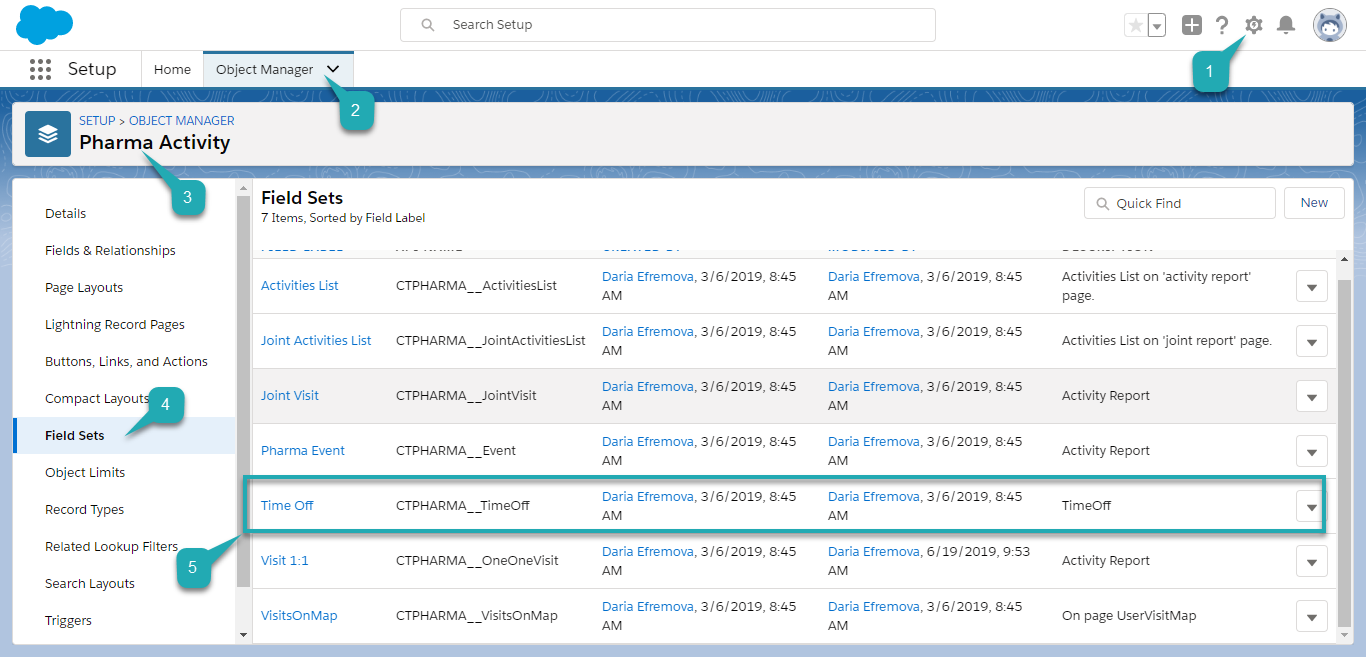 Search Setup
1
Setup
Home
Object Manager
2
SETUP > OBJECT MANAGER
Pharma Activity
3
Details
Fields & Relationships
Page Layouts
Lightning Record Pages
Buttons, Links, and Actions
Compact Layouts
4
Field Sets
Object Limits
Record Types
Related Lookup Filters
5
Search Layouts
Triggers
Field Sets
7 Items, Sorted by Field Label
Quick Find
New
Activities List CTPHARMA__ActivitiesList Daria Efremova, 3/6/2019, 8:45 Daria Efremova, 3/6/2019, 8:45 Activities List on 'activity report'
AM AM page.
Joint Activities List CTPHARMA__JointActivitiesList Daria Efremova, 3/6/2019, 8:45 Daria Efremova, 3/6/2019, 8:45 Activities List on 'joint report' page.
AM AM
Joint Visit CTPHARMA__JointVisit Daria Efremova, 3/6/2019, 8:45 Daria Efremova, 3/6/2019, 8:45 Activity Report
AM AM
Pharma Event CTPHARMA__Event Daria Efremova, 3/6/2019, 8:45 Daria Efremova, 3/6/2019, 8:45 Activity Report
AM AM
Time Off CTPHARMA__TimeOff Daria Efremova, 3/6/2019, 8:45 Daria Efremova, 3/6/2019, 8:45 TimeOff
AM AM
Visit 1:1 CTPHARMA__OneOneVisit Daria Efremova, 3/6/2019, 8:45 Daria Efremova, 6/19/2019, 9:53 Activity Report
AM AM
VisitsOnMap CTPHARMA__VisitsOnMap Daria Efremova, 3/6/2019, 8:45 Daria Efremova, 3/6/2019, 8:45 On page UserVisitMap
AM AM